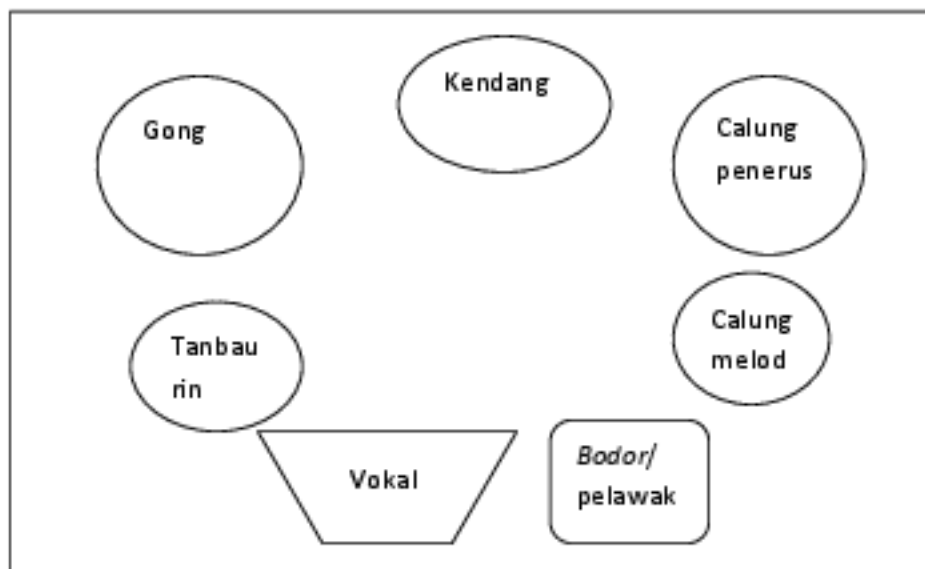 Kendang
Gong
Calung
penerus
Tanbau
rin
Calung
melod
Vokal
Bodor/
pelawak